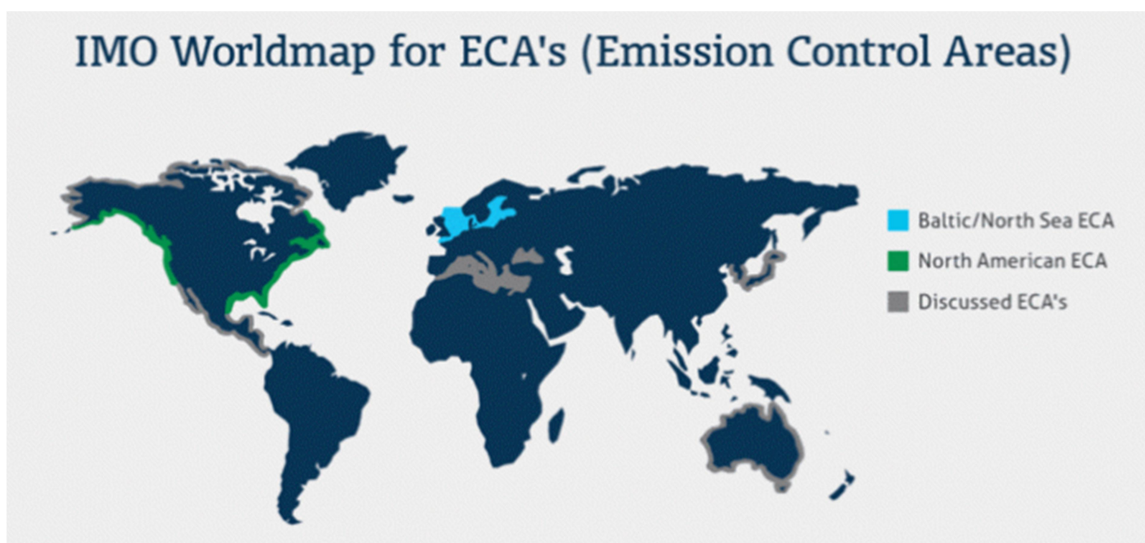 IMO Worldmap for ECA's (Emission Control Areas)
Baltic/North Sea ECA
North American ECA
Discussed ECA's